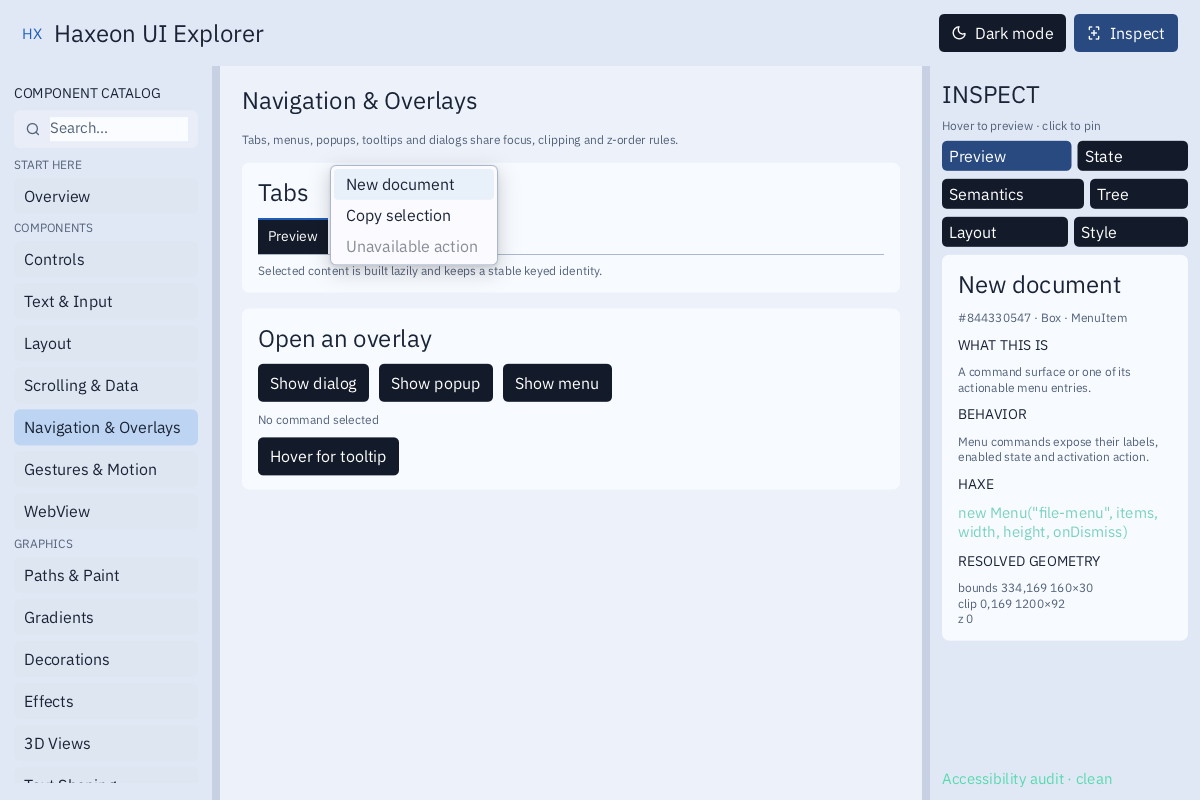 HX Haxeon UI Explorer
Dark mode
Inspect
COMPONENT CATALOG
Search...
START HERE
Overview
COMPONENTS
Controls
Text & Input
Layout
Scrolling & Data
Navigation & Overlays
Gestures & Motion
WebView
GRAPHICS
Paths & Paint
Gradients
Decorations
Effects
3D Views
Text Shaping
Navigation & Overlays
Tabs, menus, popups, tooltips and dialogs share focus, clipping and z-order rules.
Tabs
Preview
New document
Copy selection
Unavailable action
Selected content is built lazily and keeps a stable keyed identity.
Open an overlay
Show dialog
Show popup
Show menu
No command selected
Hover for tooltip
INSPECT
Hover to preview · click to pin
Preview
State
Semantics
Tree
Layout
Style
New document
#844330547 · Box · MenuItem
WHAT THIS IS
A command surface or one of its
actionable menu entries.
BEHAVIOR
Menu commands expose their labels,
enabled state and activation action.
HAXE
new Menu("file-menu", items,
width, height, onDismiss)
RESOLVED GEOMETRY
bounds 334,169 160×30
clip 0,169 1200×92
z 0
Accessibility audit · clean